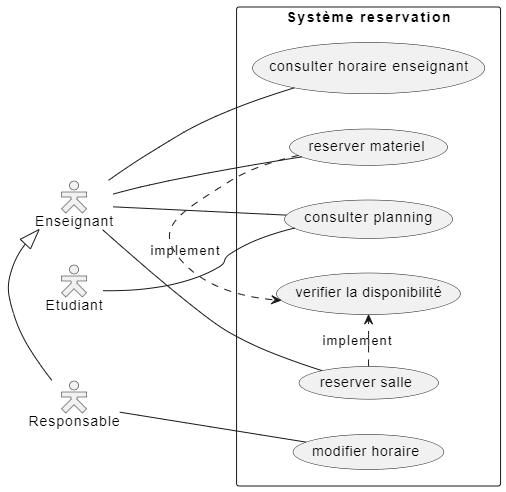 Système reservation
consulter horaire enseignant
reserver materiel
Enseignant
consulter planning
implement
Etudiant
verifier la disponibilité
implement
reserver salle
Responsable
modifier horaire